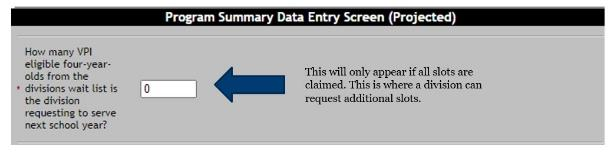 Program Summary Data Entry Screen (Projected)
How many VPI
eligible four-year-
olds from the
* divisions wait list is
the division
requesting to serve
next school year?
0
This will only appear if all slots are
claimed. This is where a division can
request additional slots.